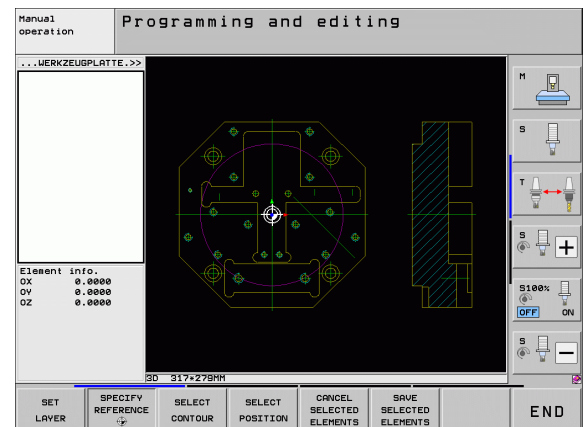 Manual
operation
Programming and editing
...WERKZEUGPLATTE.>>
Element info.
OX 0.0000
OY 0.0000
OZ 0.0000
3D 317*279MM
M
S
T
S
+
S100%
OFF ON
S
−
SET
LAYER
SPECIFY
REFERENCE
SELECT
CONTOUR
SELECT
POSITION
CANCEL
SELECTED
ELEMENTS
SAVE
SELECTED
ELEMENTS
END